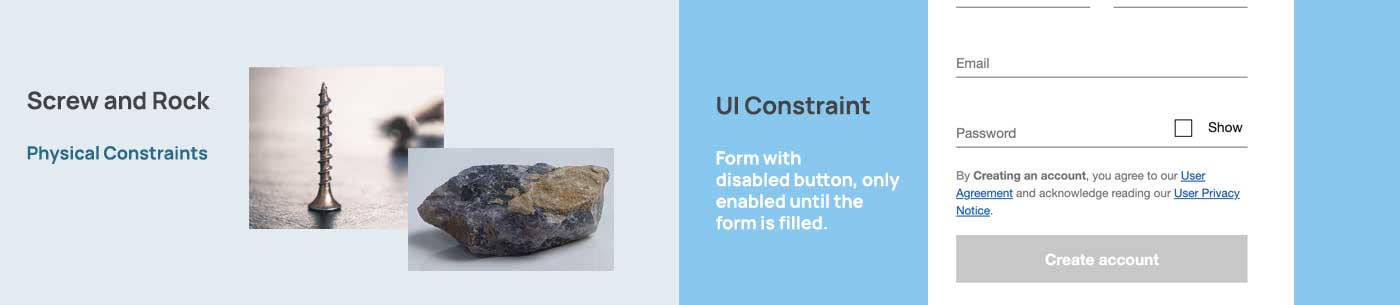 Screw and Rock
Physical Constraints
UI Constraint
Form with
disabled button, only
enabled until the
form is filled.
Email
Password
Show
By Creating an account, you agree to our User
Agreement and acknowledge reading our User Privacy
Notice.
Create account